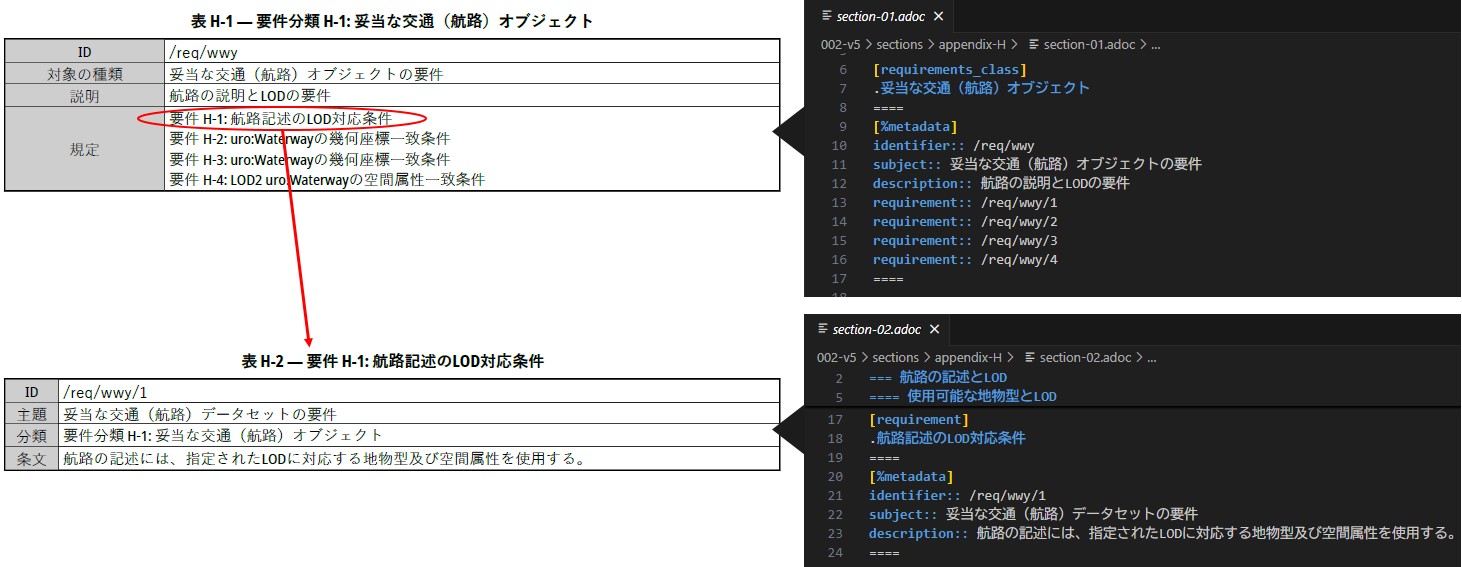 表 H-1 — 要件分類 H-1: 妥当な交通（航路）オブジェクト
ID /req/wwy
対象の種類 妥当な交通（航路）オブジェクトの要件
説明 航路の説明とLODの要件
規定 要件 H-1: 航路記述のLOD対応条件
要件 H-2: uro:Waterwayの幾何座標一致条件
要件 H-3: uro:Waterwayの幾何座標一致条件
要件 H-4: LOD2 uro:Waterwayの空間属性一致条件
表 H-2 — 要件 H-1: 航路記述のLOD対応条件
ID /req/wwy/1
主題 妥当な交通（航路）データセットの要件
分類 要件分類 H-1: 妥当な交通（航路）オブジェクト
条文 航路の記述には、指定されたLODに対応する地物型及び空間属性を使用する。
section-01.adoc ×
002-v5 > sections > appendix-H > section-01.adoc > ...
6 [requirements_class]
7 .妥当な交通（航路）オブジェクト
8 ====
9 [%metadata]
10 identifier:: /req/wwy
11 subject:: 妥当な交通（航路）オブジェクトの要件
12 description:: 航路の説明とLODの要件
13 requirement:: /req/wwy/1
14 requirement:: /req/wwy/2
15 requirement:: /req/wwy/3
16 requirement:: /req/wwy/4
17 ====
section-02.adoc ×
002-v5 > sections > appendix-H > section-02.adoc > ...
2 === 航路の記述とLOD
5 ==== 使用可能な地物型とLOD
17 [requirement]
18 .航路記述のLOD対応条件
19 ====
20 [%metadata]
21 identifier:: /req/wwy/1
22 subject:: 妥当な交通（航路）データセットの要件
23 description:: 航路の記述には、指定されたLODに対応する地物型及び空間属性を使用する。
24 ====